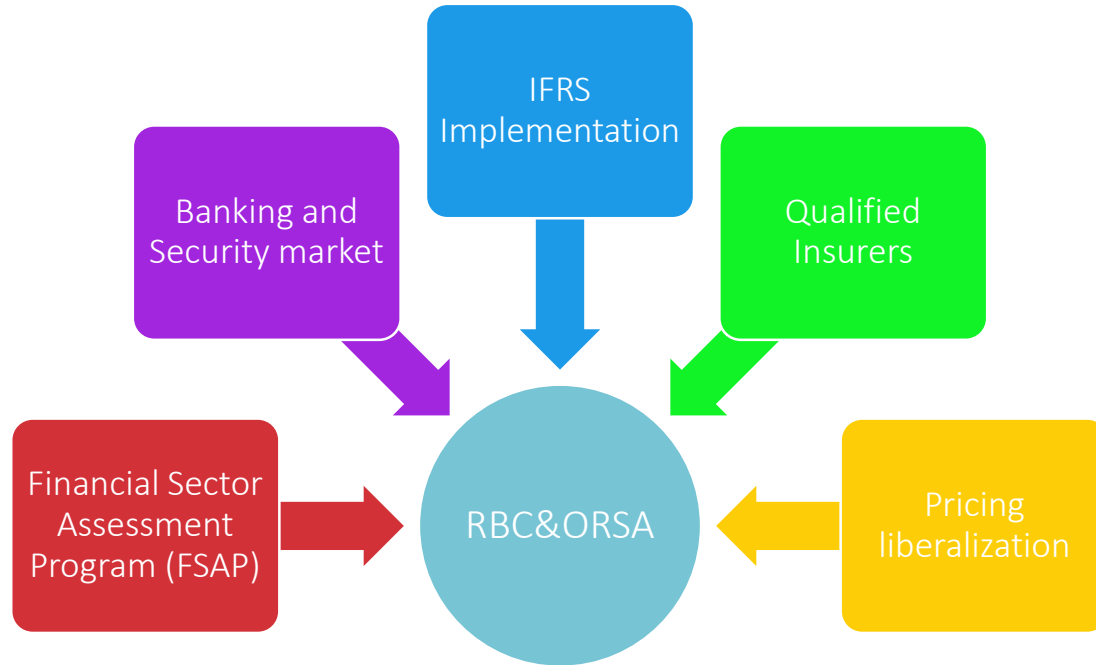 IFRS
Implementation
Banking and
Security market
Qualified
Insurers
Financial Sector
Assessment
Program (FSAP)
RBC&ORSA
Pricing
liberalization